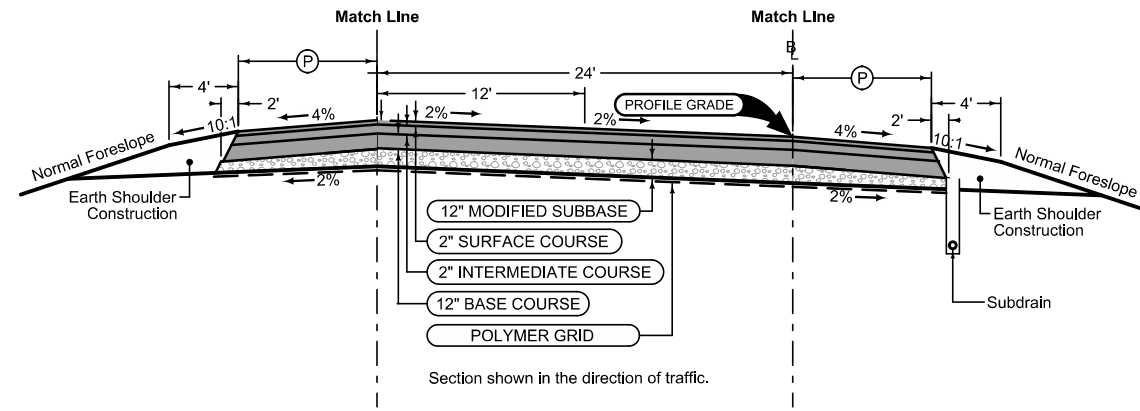 Match Line
Match Line
B
L
P
24'
P
4'
2'
12'
PROFILE GRADE
4'
2'
10:1
4%
2%
2%
4%
10:1
Normal Foreslope
Normal Foreslope
2%
2%
Earth Shoulder
Construction
Earth Shoulder
Construction
12" MODIFIED SUBBASE
2" SURFACE COURSE
2" INTERMEDIATE COURSE
12" BASE COURSE
POLYMER GRID
Subdrain
Section shown in the direction of traffic.